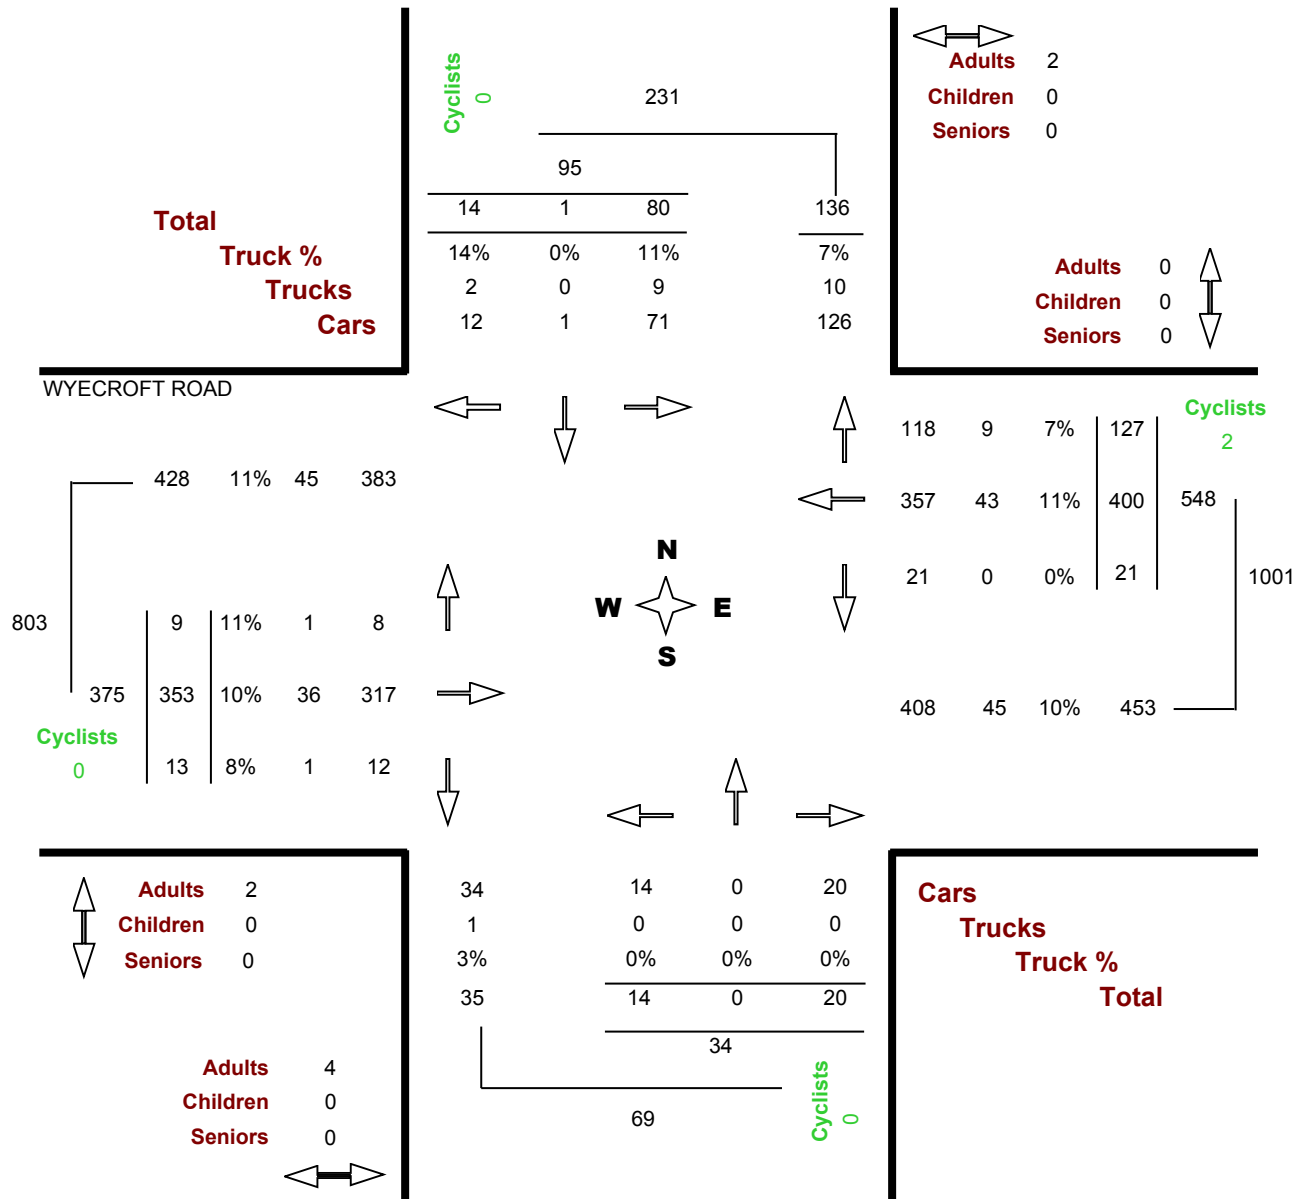 Cyclists
0
231
Adults 2
Children 0
Seniors 0
95
14 1 80 136
Total
14% 0% 11% 7%
Truck %
2 0 9 10
Trucks
12 1 71 126
Cars
Adults 0
Children 0
Seniors 0
WYECROFT ROAD
Cyclists
2
118 9 7% 127
428 11% 45 383
357 43 11% 400 548
N
21 0 0% 21
1001
W E
S
803
9 11% 1 8
375 353 10% 36 317
408 45 10% 453
Cyclists
0
13 8% 1 12
Adults 2
Children 0
Seniors 0
34 14 0 20
1 0 0 0
3% 0% 0% 0%
35 14 0 20
34
Cars
Trucks
Truck %
Total
Adults 4
Children 0
Seniors 0
69
Cyclists
0